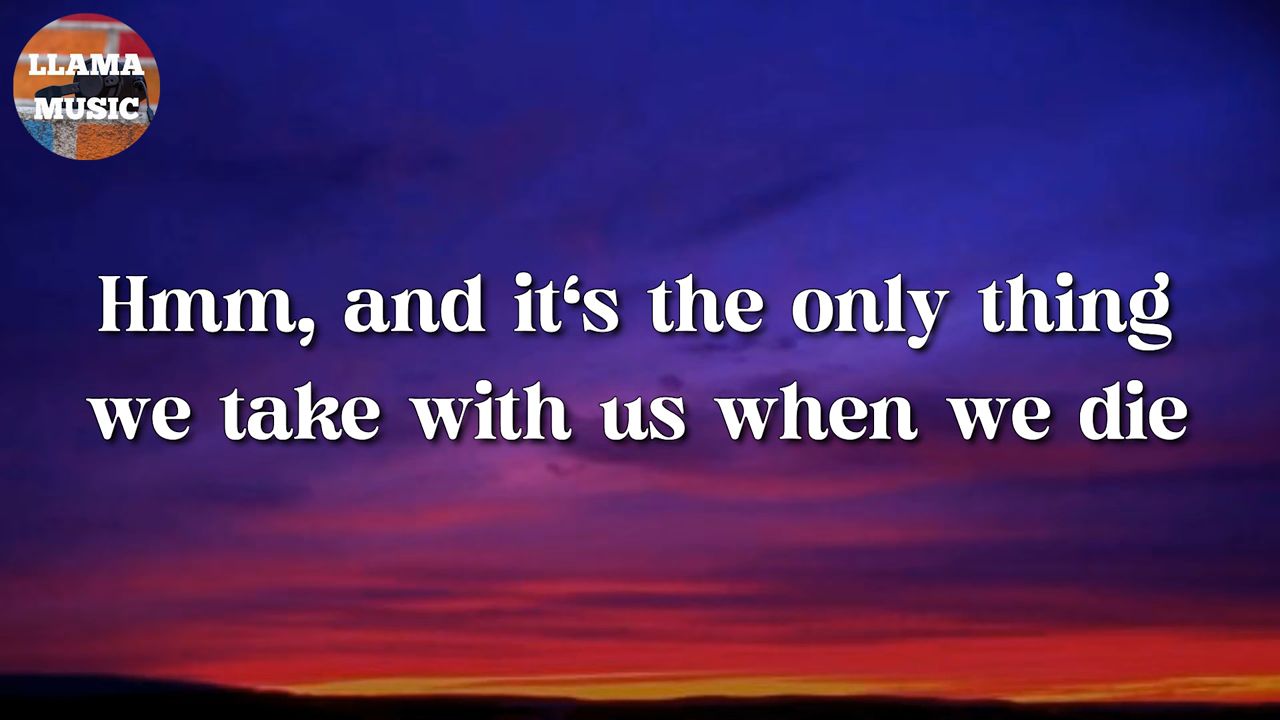 LLAMA
MUSIC
Hmm, and it‘s the only thing
we take with us when we die